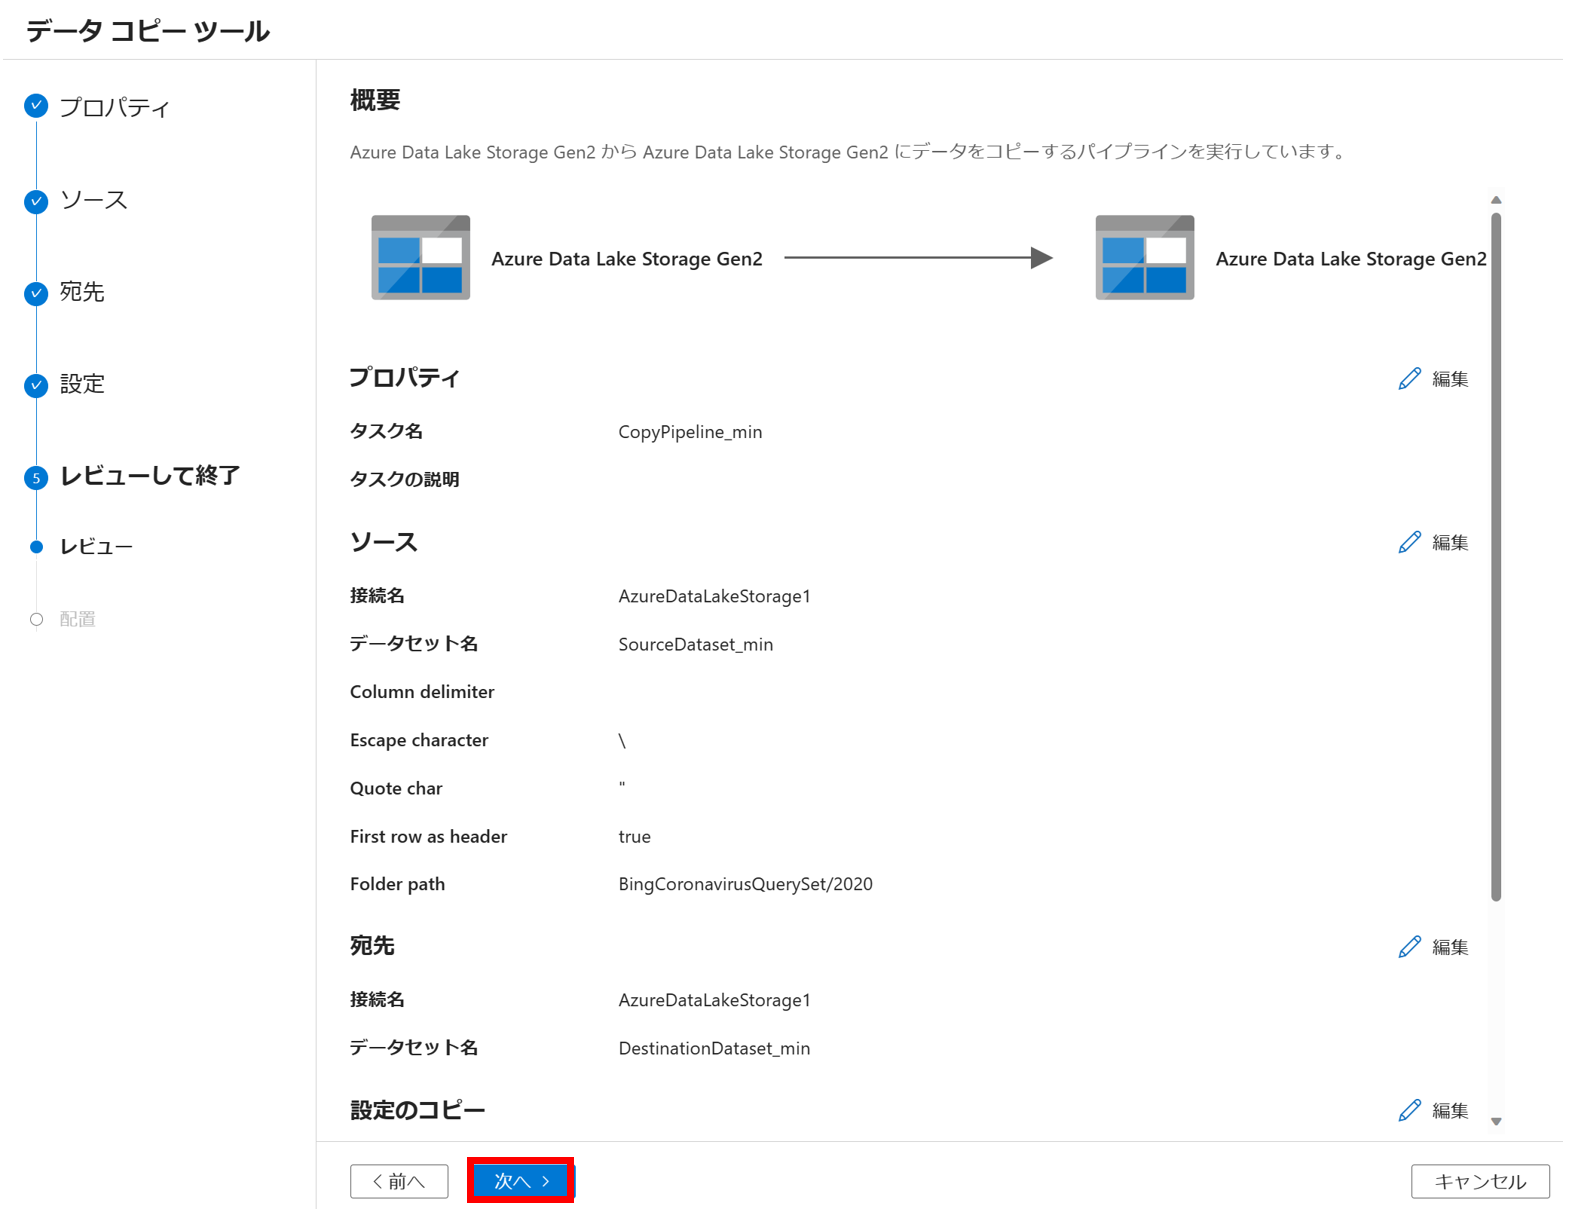 データ コピー ツール
プロパティ
ソース
宛先
設定
5 レビューして終了
レビュー
配置
概要
Azure Data Lake Storage Gen2 から Azure Data Lake Storage Gen2 にデータをコピーするパイプラインを実行しています。
Azure Data Lake Storage Gen2
Azure Data Lake Storage Gen2
プロパティ 編集
タスク名 CopyPipeline_min
タスクの説明
ソース 編集
接続名 AzureDataLakeStorage1
データセット名 SourceDataset_min
Column delimiter
Escape character \
Quote char "
First row as header true
Folder path BingCoronavirusQuerySet/2020
宛先 編集
接続名 AzureDataLakeStorage1
データセット名 DestinationDataset_min
設定のコピー 編集
< 前へ 次へ > キャンセル